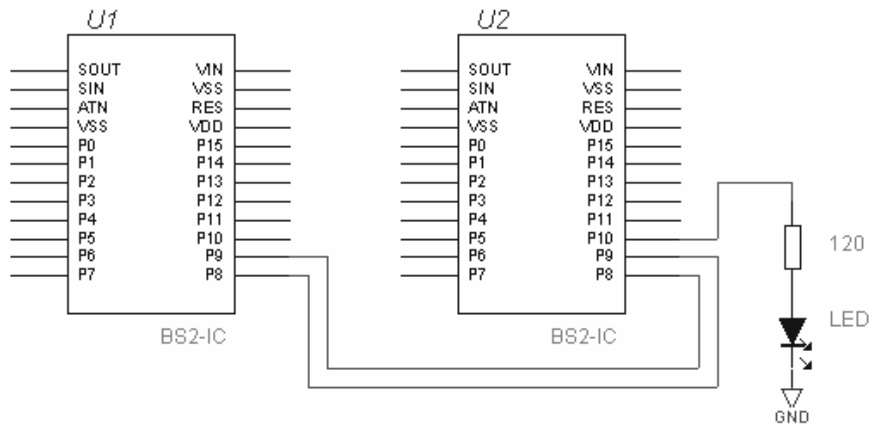 U1
SOUT VIN
SIN VSS
ATN RES
VSS VDD
P0 P15
P1 P14
P2 P13
P3 P12
P4 P11
P5 P10
P6 P9
P7 P8
BS2-IC
U2
SOUT VIN
SIN VSS
ATN RES
VSS VDD
P0 P15
P1 P14
P2 P13
P3 P12
P4 P11
P5 P10
P6 P9
P7 P8
BS2-IC
120
LED
GND